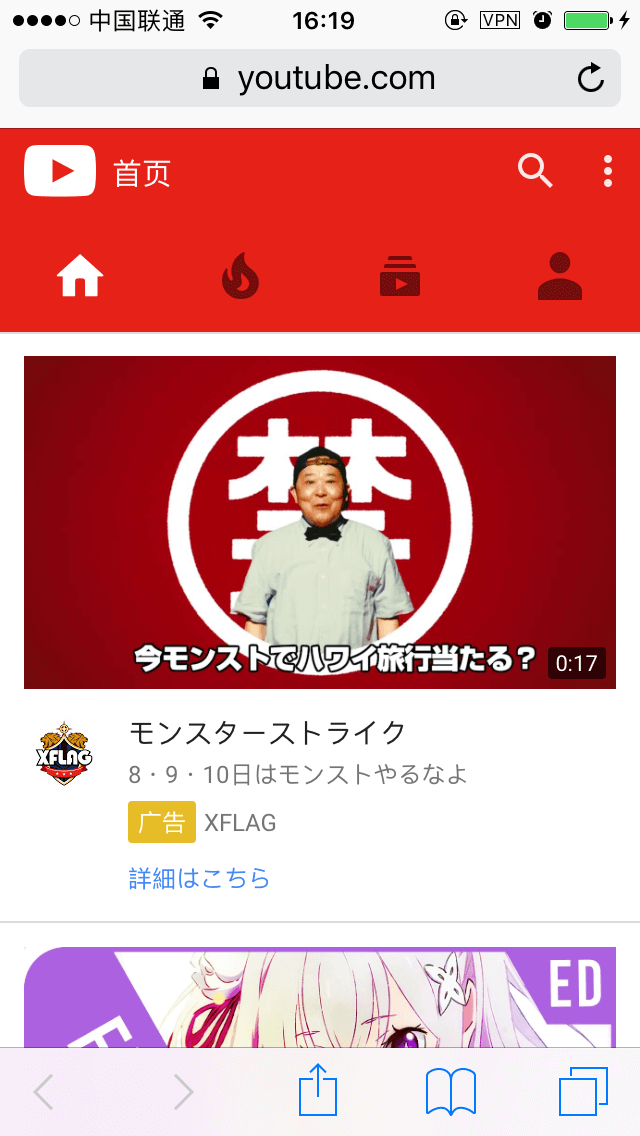 中国联通
16:19
VPN
youtube.com
首页
禁
今モンストでハワイ旅行当たる？
0:17
XFLAG
モンスターストライク
8・9・10日はモンストやるなよ
广告 XFLAG
詳細はこちら
ED